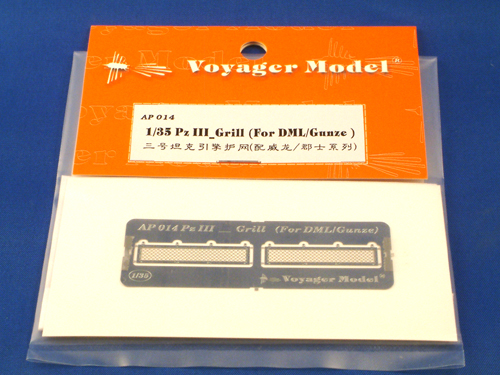 Voyager Model®
AP 014
1/35 Pz III_Grill (For DML/Gunze )
三号坦克引擎护网(配威龙/郡士系列)
AP 014 Pz III _ Grill (For DML/Gunze)
1/35
Voyager Model®